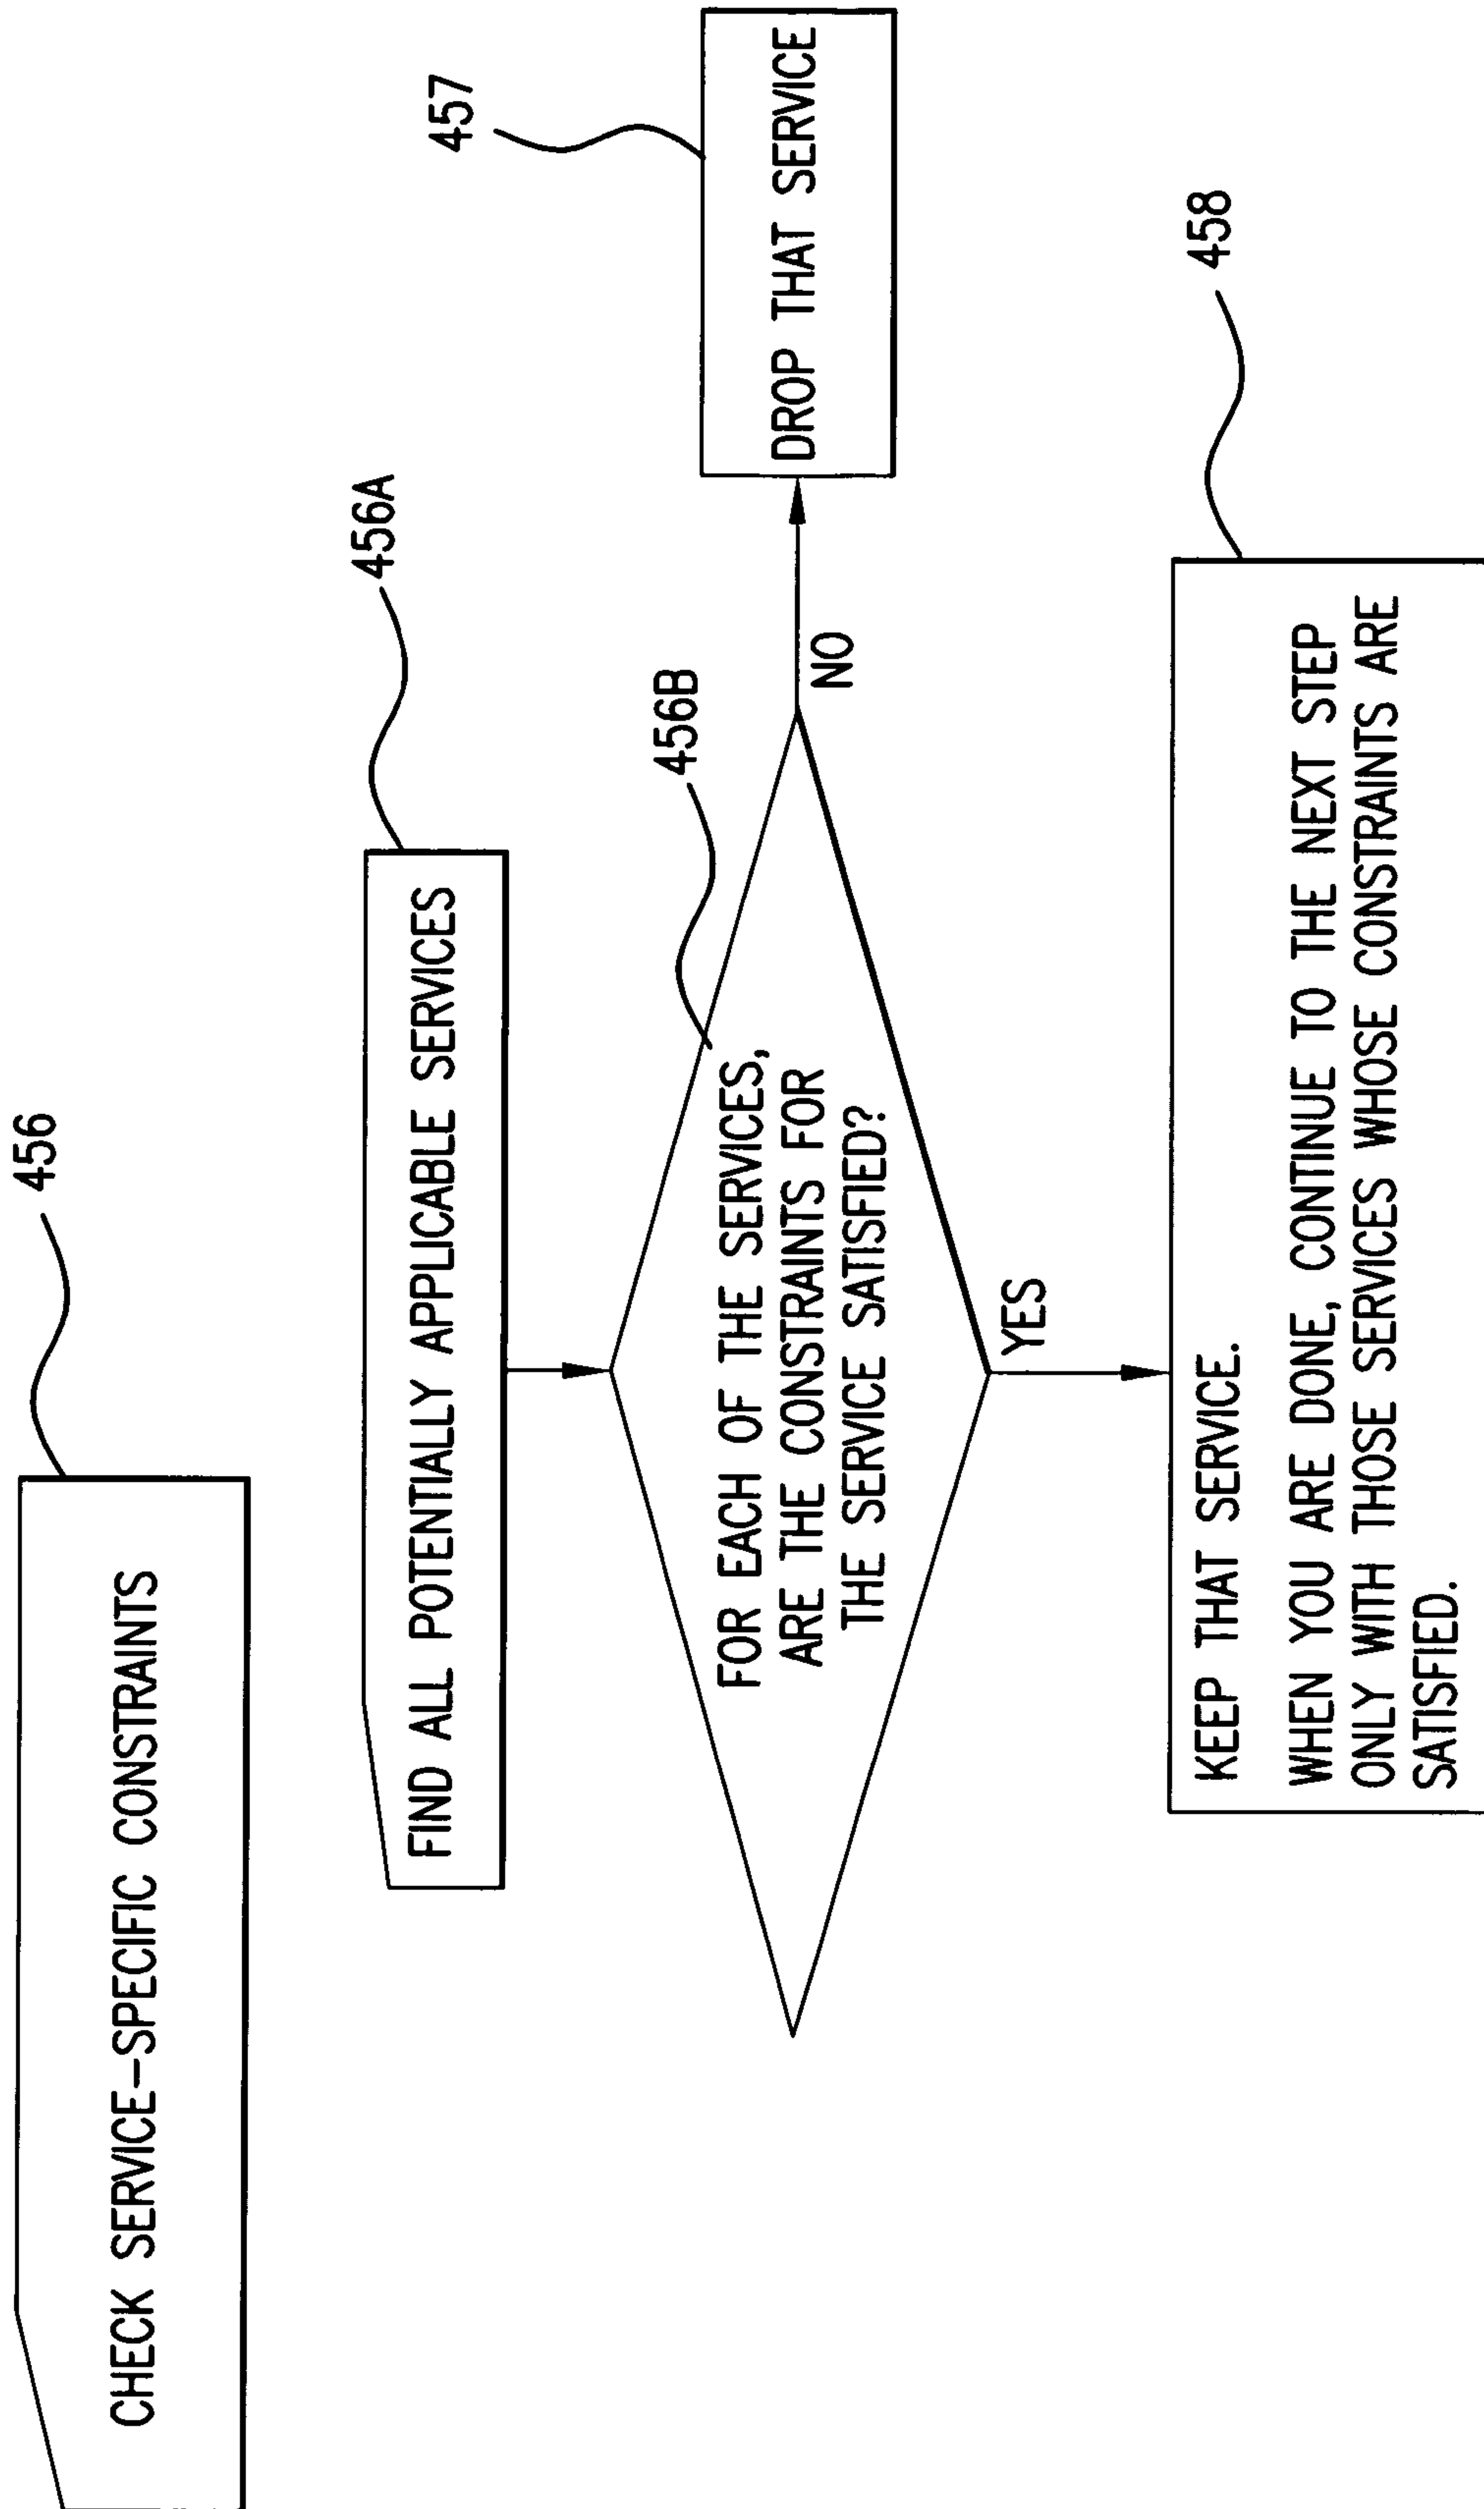 456
CHECK SERVICE-SPECIFIC CONSTRAINTS
456A
FIND ALL POTENTIALLY APPLICABLE SERVICES
456B
FOR EACH OF THE SERVICES,
ARE THE CONSTRAINTS FOR
THE SERVICE SATISFIED?
NO
457
DROP THAT SERVICE
YES
458
KEEP THAT SERVICE.
WHEN YOU ARE DONE, CONTINUE TO THE NEXT STEP
ONLY WITH THOSE SERVICES WHOSE CONSTRAINTS ARE
SATISFIED.